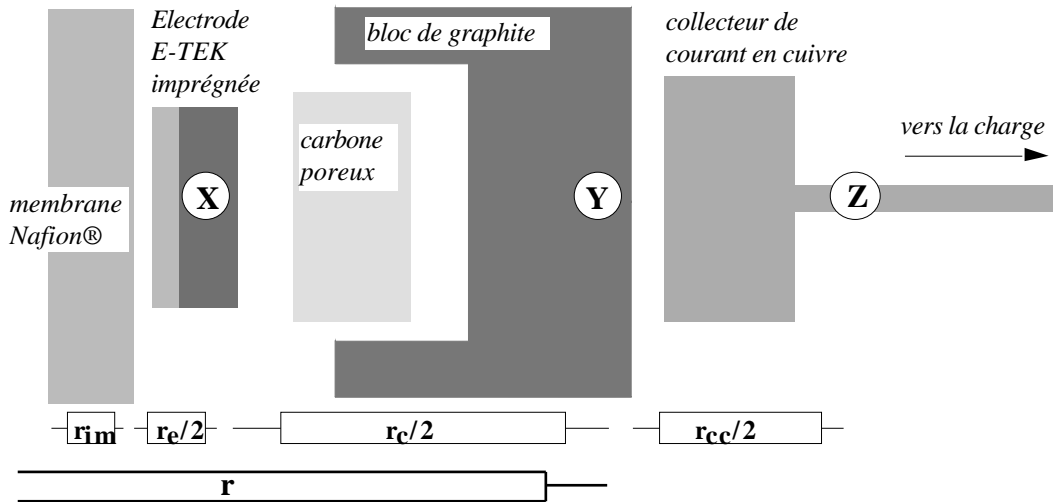 Electrode
E-TEK
imprégnée
bloc de graphite
collecteur de
courant en cuivre
vers la charge
carbone
poreux
X
Y
Z
membrane
Nafion®
rim
re/2
rc/2
rcc/2
r